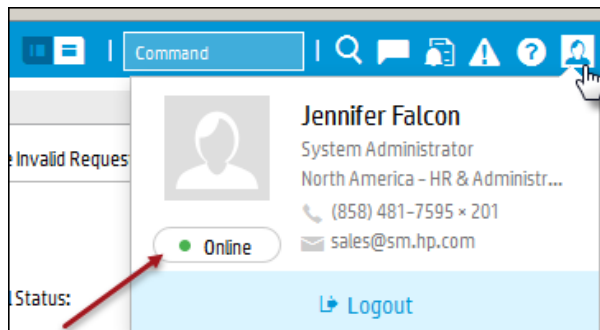 Command
Jennifer Falcon
System Administrator
e Invalid Reques
North America - HR & Administr...
(858) 481-7595 × 201
Online
sales@sm.hp.com
l Status:
Logout